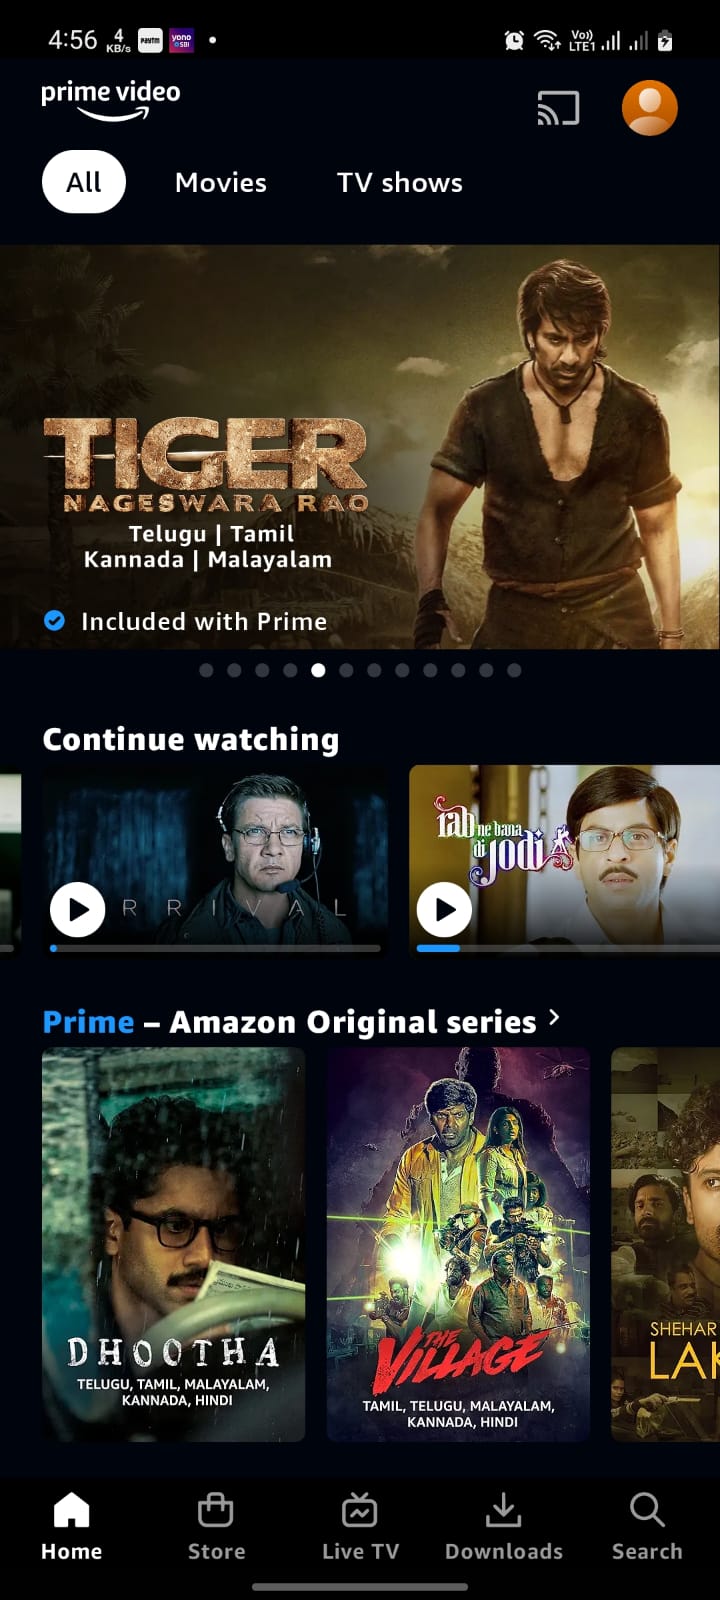 4:56 4 KB/s Paytm yono SBI Vo)) LTE1
prime video
All Movies TV shows
TIGER
NAGESWARA RAO
Telugu | Tamil
Kannada | Malayalam
Included with Prime
Continue watching
ARRIVAL
rab ne bana di jodi
Prime – Amazon Original series
DHOOTHA
TELUGU, TAMIL, MALAYALAM,
KANNADA, HINDI
THE VILLAGE
TAMIL, TELUGU, MALAYALAM,
KANNADA, HINDI
SHEHAR
LAK
Home Store Live TV Downloads Search